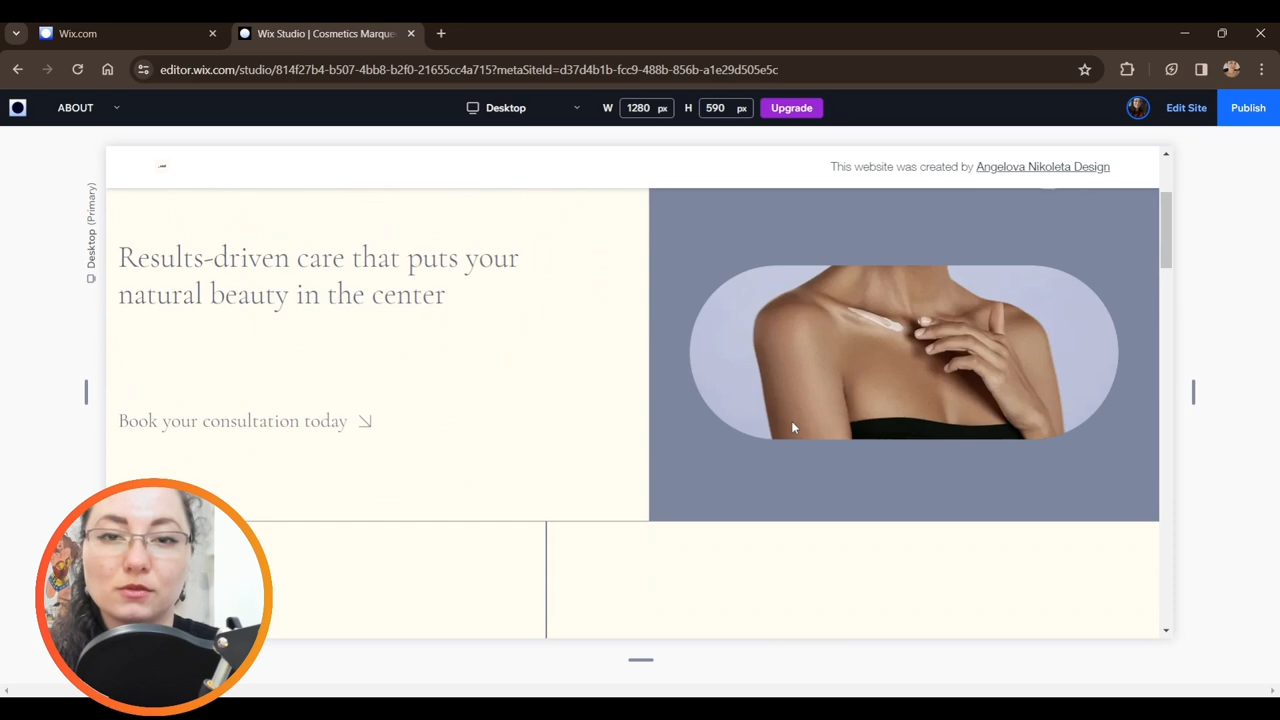 Wix.com
Wix Studio | Cosmetics Marque
editor.wix.com/studio/814f27b4-b507-4bb8-b2f0-21655cc4a715?metaSiteId=d37d4b1b-fcc9-488b-856b-a1e29d505e5c
ABOUT
Desktop
W 1280 px H 590 px
Upgrade
Edit Site
Publish
This website was created by Angelova Nikoleta Design
Desktop (Primary)
Results-driven care that puts your
natural beauty in the center
Book your consultation today